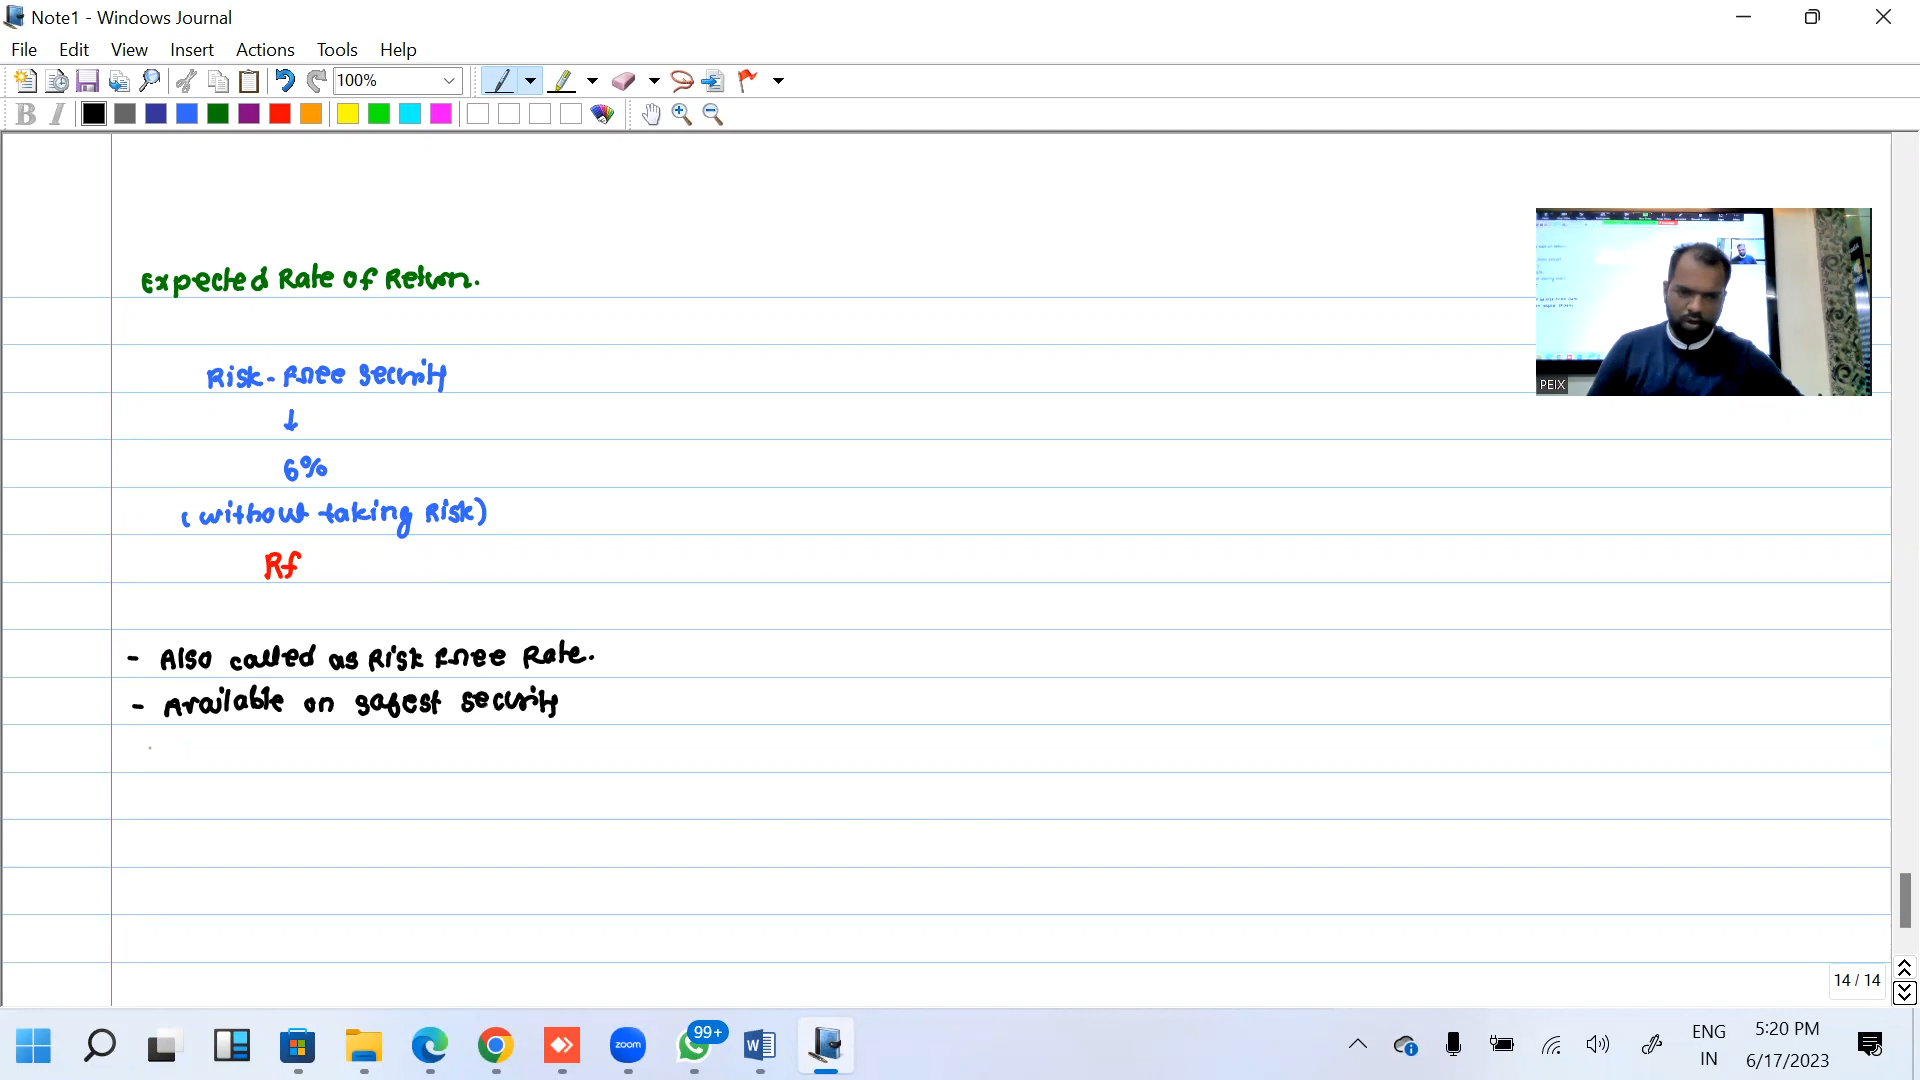 Note1 - Windows Journal
File Edit View Insert Actions Tools Help
100%
Expected Rate of Return.
Risk-Free Security
↓
6%
(without taking Risk)
Rf
- Also called as Risk Free Rate.
- Available on safest security
PEIX
14 / 14
99+
zoom
ENG
IN
5:20 PM
6/17/2023